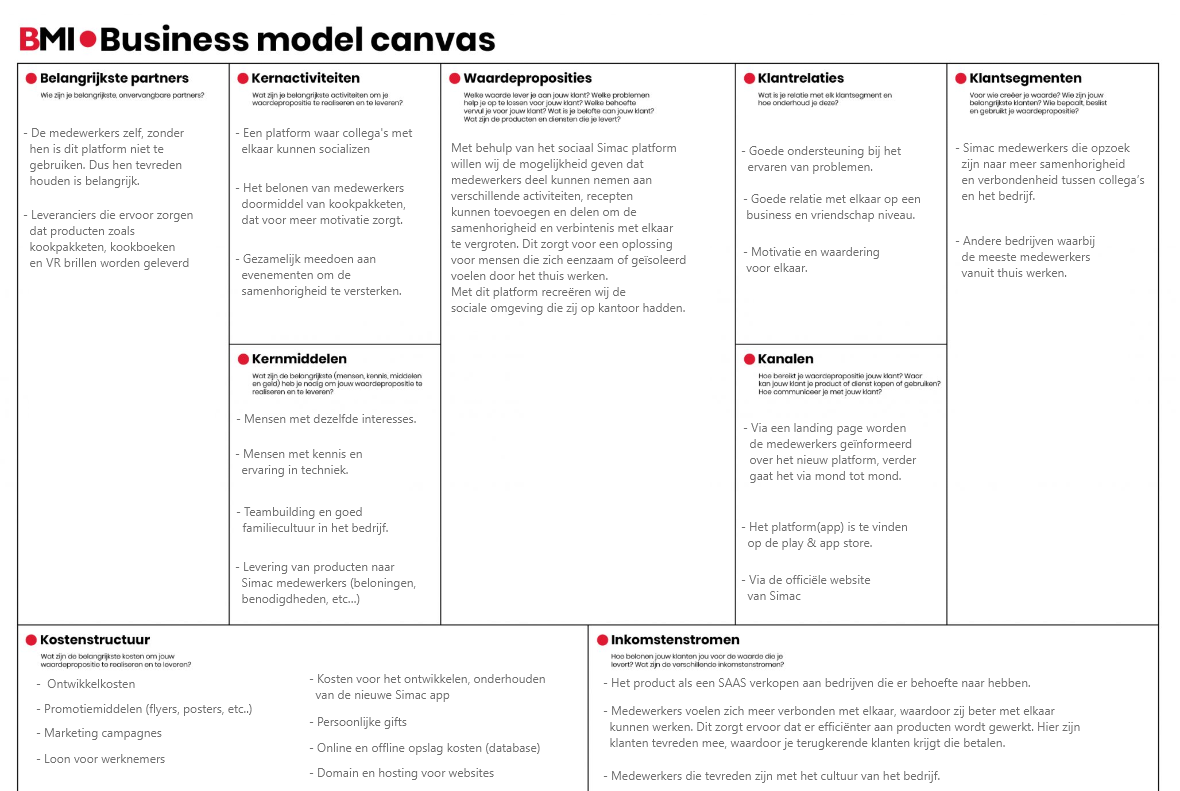 BMI Business model canvas
Belangrijkste partners
Wie zijn je belangrijkste, onvervangbare partners?
- De medewerkers zelf, zonder
hen is dit platform niet te
gebruiken. Dus hen tevreden
houden is belangrijk.
- Leveranciers die ervoor zorgen
dat producten zoals
kookpakketen, kookboeken
en VR brillen worden geleverd
Kernactiviteiten
Wat zijn je belangrijkste activiteiten om je
waardepropositie te realiseren en te leveren?
- Een platform waar collega's met
elkaar kunnen socializen
- Het belonen van medewerkers
doormiddel van kookpakketen,
dat voor meer motivatie zorgt.
- Gezamelijk meedoen aan
evenementen om de
samenhorigheid te versterken.
Kernmiddelen
Wat zijn de belangrijkste (mensen, kennis, middelen
en geld) heb je nodig om jouw waardepropositie te
realiseren en te leveren?
- Mensen met dezelfde interesses.
- Mensen met kennis en
ervaring in techniek.
- Teambuilding en goed
familiecultuur in het bedrijf.
- Levering van producten naar
Simac medewerkers (beloningen,
benodigdheden, etc...)
Waardeproposities
Welke waarde lever je aan jouw klant? Welke problemen
help je op te lossen voor jouw klant? Welke behoefte
vervul je voor jouw klant? Wat is je belofte aan jouw klant?
Wat zijn de producten en diensten die je levert?
Met behulp van het sociaal Simac platform
willen wij de mogelijkheid geven dat
medewerkers deel kunnen nemen aan
verschillende activiteiten, recepten
kunnen toevoegen en delen om de
samenhorigheid en verbintenis met elkaar
te vergroten. Dit zorgt voor een oplossing
voor mensen die zich eenzaam of geïsoleerd
voelen door het thuis werken.
Met dit platform recreëren wij de
sociale omgeving die zij op kantoor hadden.
Klantrelaties
Wat is je relatie met elk klantsegment en
hoe onderhoud je deze?
- Goede ondersteuning bij het
ervaren van problemen.
- Goede relatie met elkaar op een
business en vriendschap niveau.
- Motivatie en waardering
voor elkaar.
Kanalen
Hoe bereikt je waardepropositie jouw klant? Waar
kan jouw klant je product of dienst kopen of gebruiken?
Hoe communiceer je met jouw klant?
- Via een landing page worden
de medewerkers geïnformeerd
over het nieuw platform, verder
gaat het via mond tot mond.
- Het platform(app) is te vinden
op de play & app store.
- Via de officiële website
van Simac
Klantsegmenten
Voor wie creëer je waarde? Wie zijn jouw
belangrijkste klanten? Wie bepaalt, beslist
en gebruikt je waardepropositie?
- Simac medewerkers die opzoek
zijn naar meer samenhorigheid
en verbondenheid tussen collega's
en het bedrijf.
- Andere bedrijven waarbij
de meeste medewerkers
vanuit thuis werken.
Kostenstructuur
Wat zijn de belangrijkste kosten om jouw
waardepropositie te realiseren en te leveren?
- Ontwikkelkosten
- Promotiemiddelen (flyers, posters, etc..)
- Marketing campagnes
- Loon voor werknemers
- Kosten voor het ontwikkelen, onderhouden
van de nieuwe Simac app
- Persoonlijke gifts
- Online en offline opslag kosten (database)
- Domain en hosting voor websites
Inkomstenstromen
Hoe belonen jouw klanten jou voor de waarde die je
levert? Wat zijn de verschillende inkomstenstromen?
- Het product als een SAAS verkopen aan bedrijven die er behoefte naar hebben.
- Medewerkers voelen zich meer verbonden met elkaar, waardoor zij beter met elkaar
kunnen werken. Dit zorgt ervoor dat er efficiënter aan producten wordt gewerkt. Hier zijn
klanten tevreden mee, waardoor je terugkerende klanten krijgt die betalen.
- Medewerkers die tevreden zijn met het cultuur van het bedrijf.